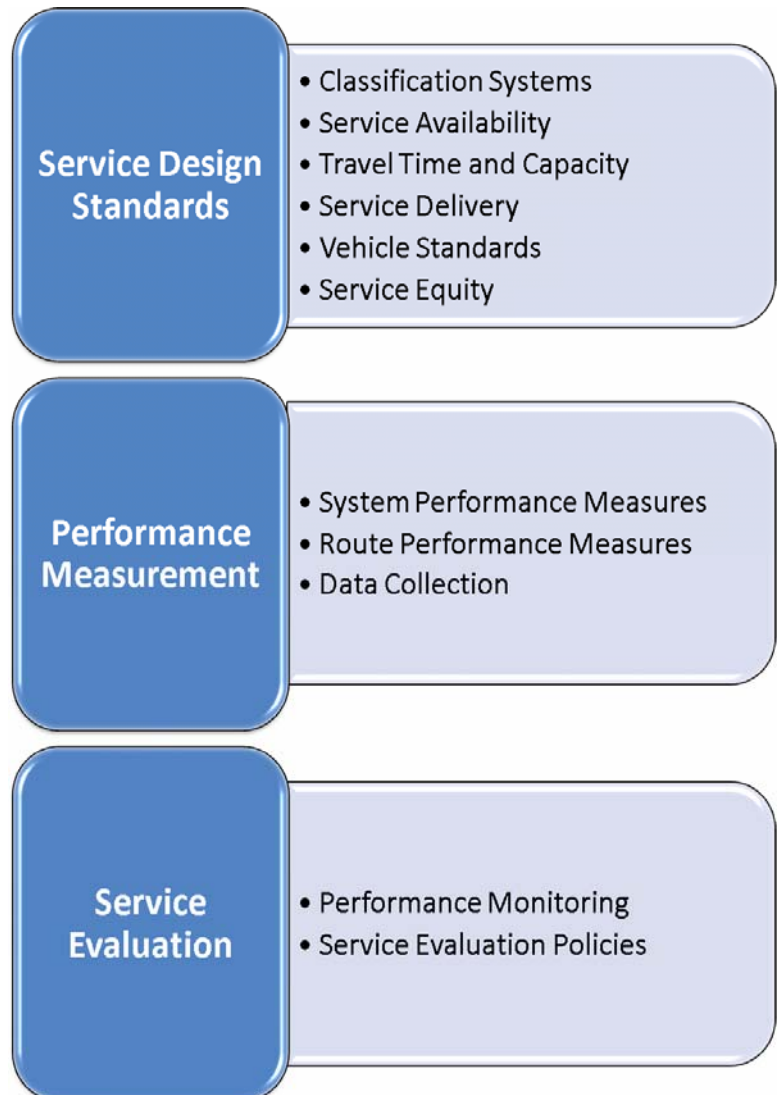 Service Design
Standards
• Classification Systems
• Service Availability
• Travel Time and Capacity
• Service Delivery
• Vehicle Standards
• Service Equity
Performance
Measurement
• System Performance Measures
• Route Performance Measures
• Data Collection
Service
Evaluation
• Performance Monitoring
• Service Evaluation Policies